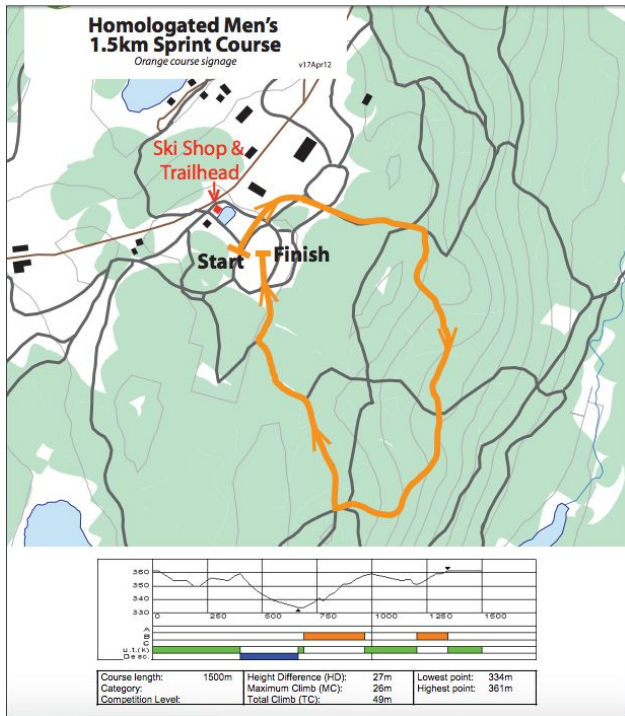 Homologated Men's
1.5km Sprint Course
Orange course signage
v17Apr12
Ski Shop &
Trailhead
Start
Finish
360
350
340
330
0
250
500
750
1000
1250
1500
A
B
C
u.t.(k)
Desc.
Course length: 1500m
Category:
Competition Level:
Height Difference (HD): 27m
Maximum Climb (MC): 26m
Total Climb (TC): 49m
Lowest point: 334m
Highest point: 361m